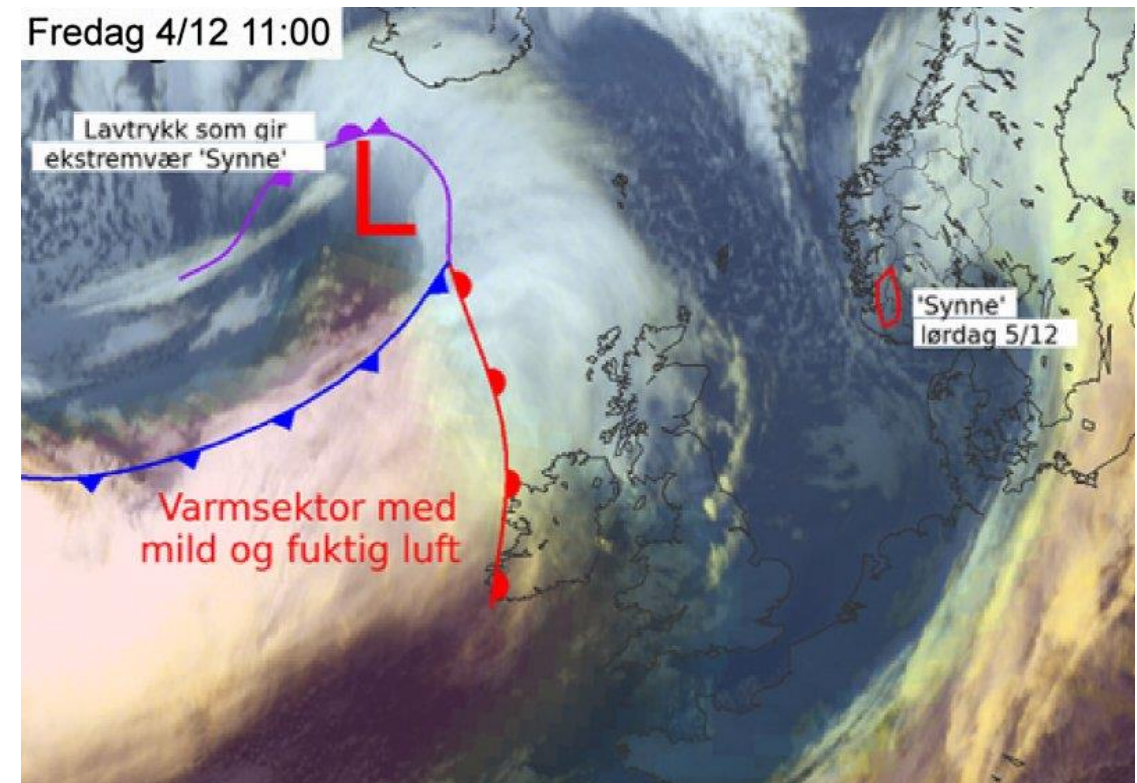 Fredag 4/12 11:00
Lavtrykk som gir
ekstremvær 'Synne'
L
'Synne'
lørdag 5/12
Varmsektor med
mild og fuktig luft